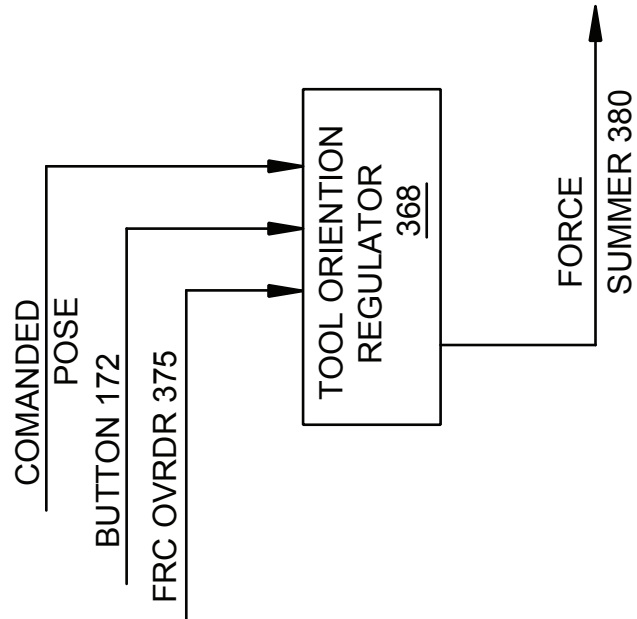 COMANDED
POSE
BUTTON 172
FRC OVRDR 375
TOOL ORIENTION
REGULATOR
368
FORCE
SUMMER 380